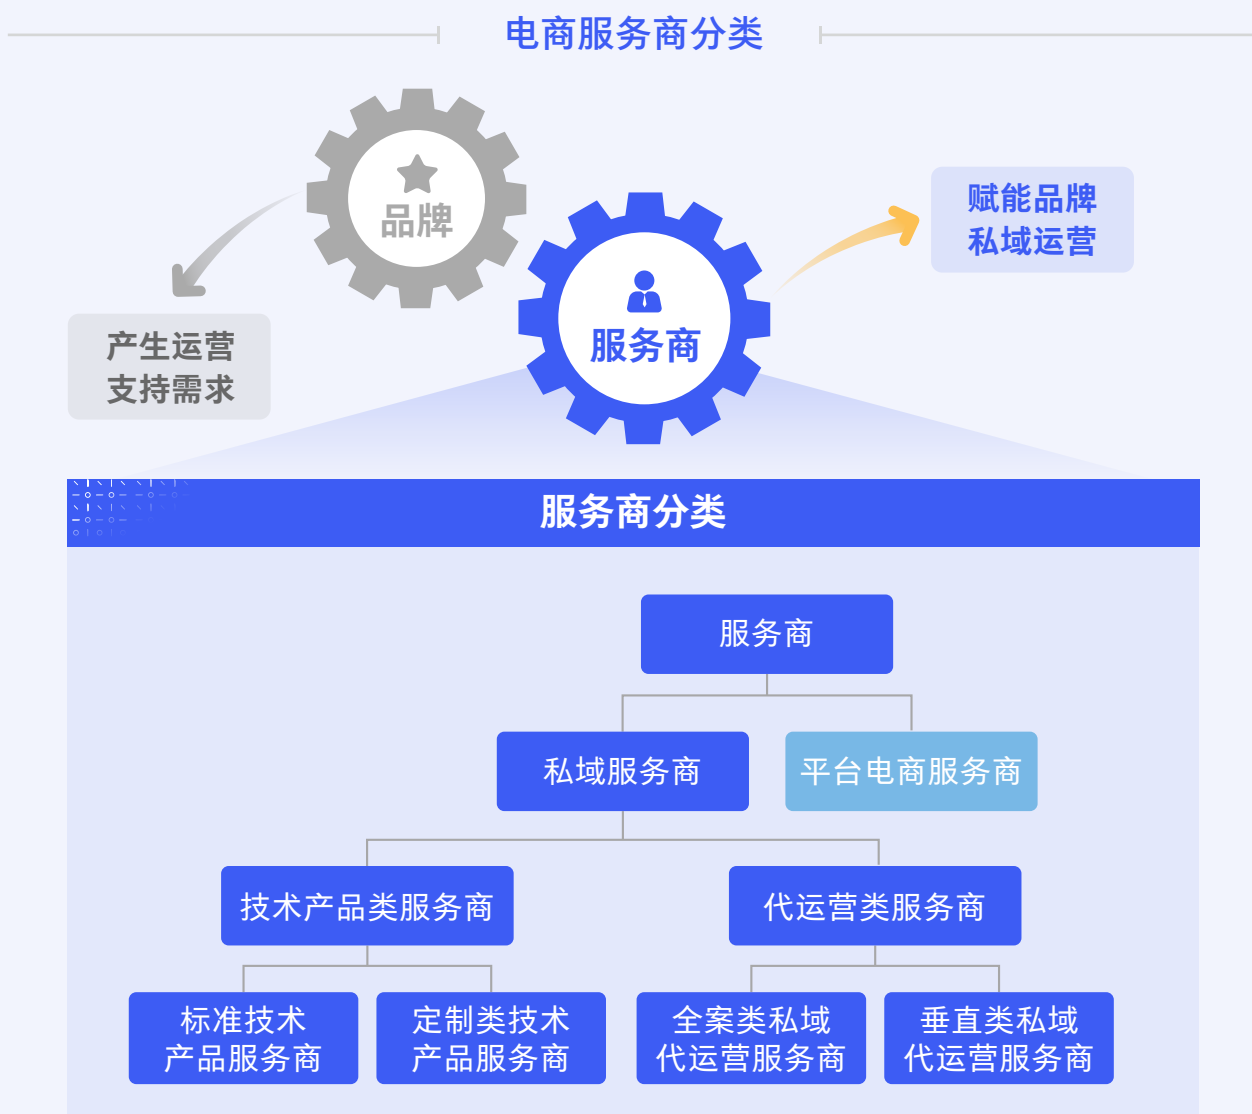 电商服务商分类
品牌
服务商
赋能品牌
私域运营
产生运营
支持需求
服务商分类
服务商
私域服务商
平台电商服务商
技术产品类服务商
代运营类服务商
标准技术
产品服务商
定制类技术
产品服务商
全案类私域
代运营服务商
垂直类私域
代运营服务商